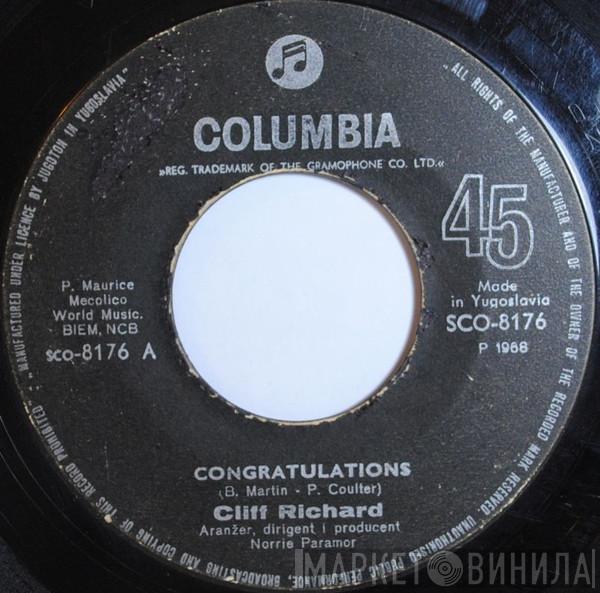 COLUMBIA
»REG. TRADEMARK OF THE GRAMOPHONE CO. LTD.«
45
P. Maurice
Mecolico
World Music.
BIEM, NCB
SCO-8176 A
Made
in Yugoslavia
SCO-8176
P 1968
CONGRATULATIONS
(B. Martin - P. Coulter)
Cliff Richard
Aranžer, dirigent i producent
Norrie Paramor
"MANUFACTURED UNDER LICENCE BY JUGOTON IN YUGOSLAVIA"
"ALL RIGHTS OF THE MANUFACTURER AND OF THE OWNER OF THE RECORDED MARK RESERVED UNAUTHORISED PUBLIC PERFORMANCE, BROADCASTING AND COPYING OF THIS RECORD PROHIBITED"
МАРКЕТ ВИНИЛА